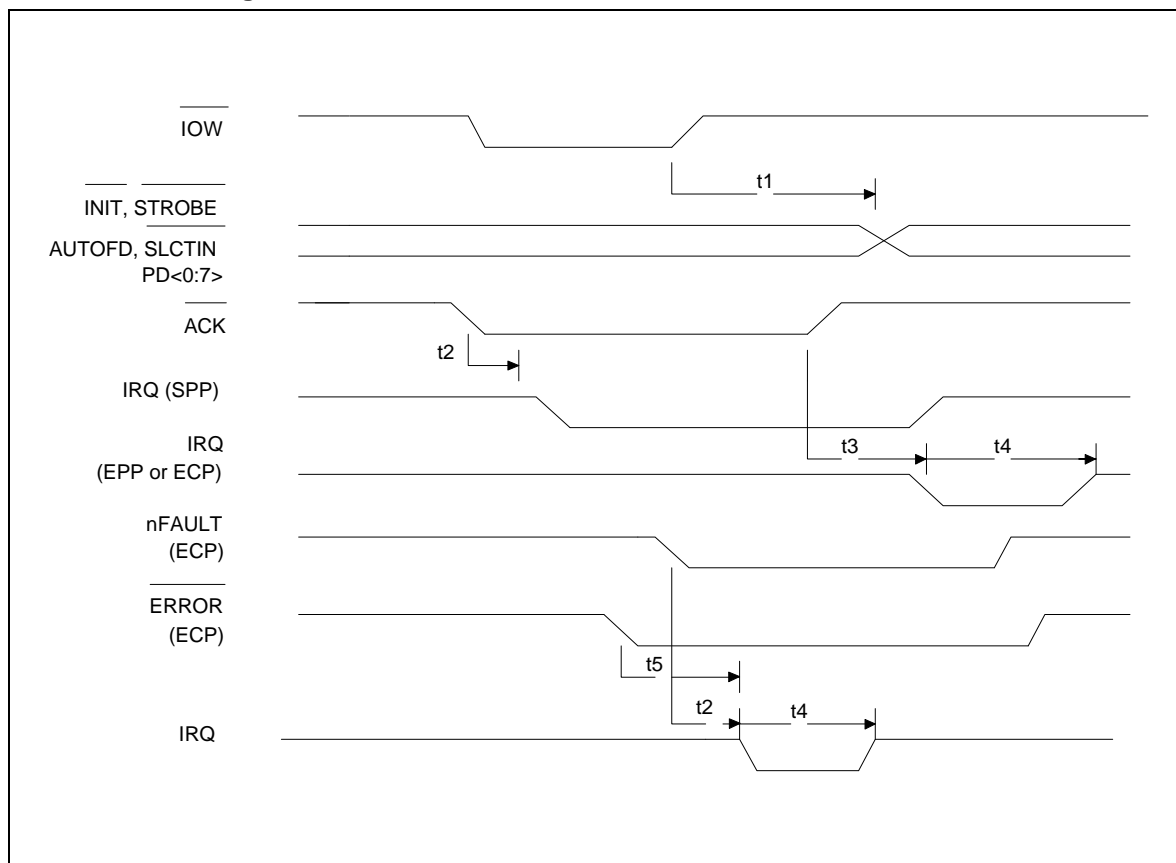 IOW
t1
INIT, STROBE
AUTOFD, SLCTIN
PD<0:7>
ACK
t2
IRQ (SPP)
IRQ
(EPP or ECP)
t3
t4
nFAULT
(ECP)
ERROR
(ECP)
t5
t2
t4
IRQ